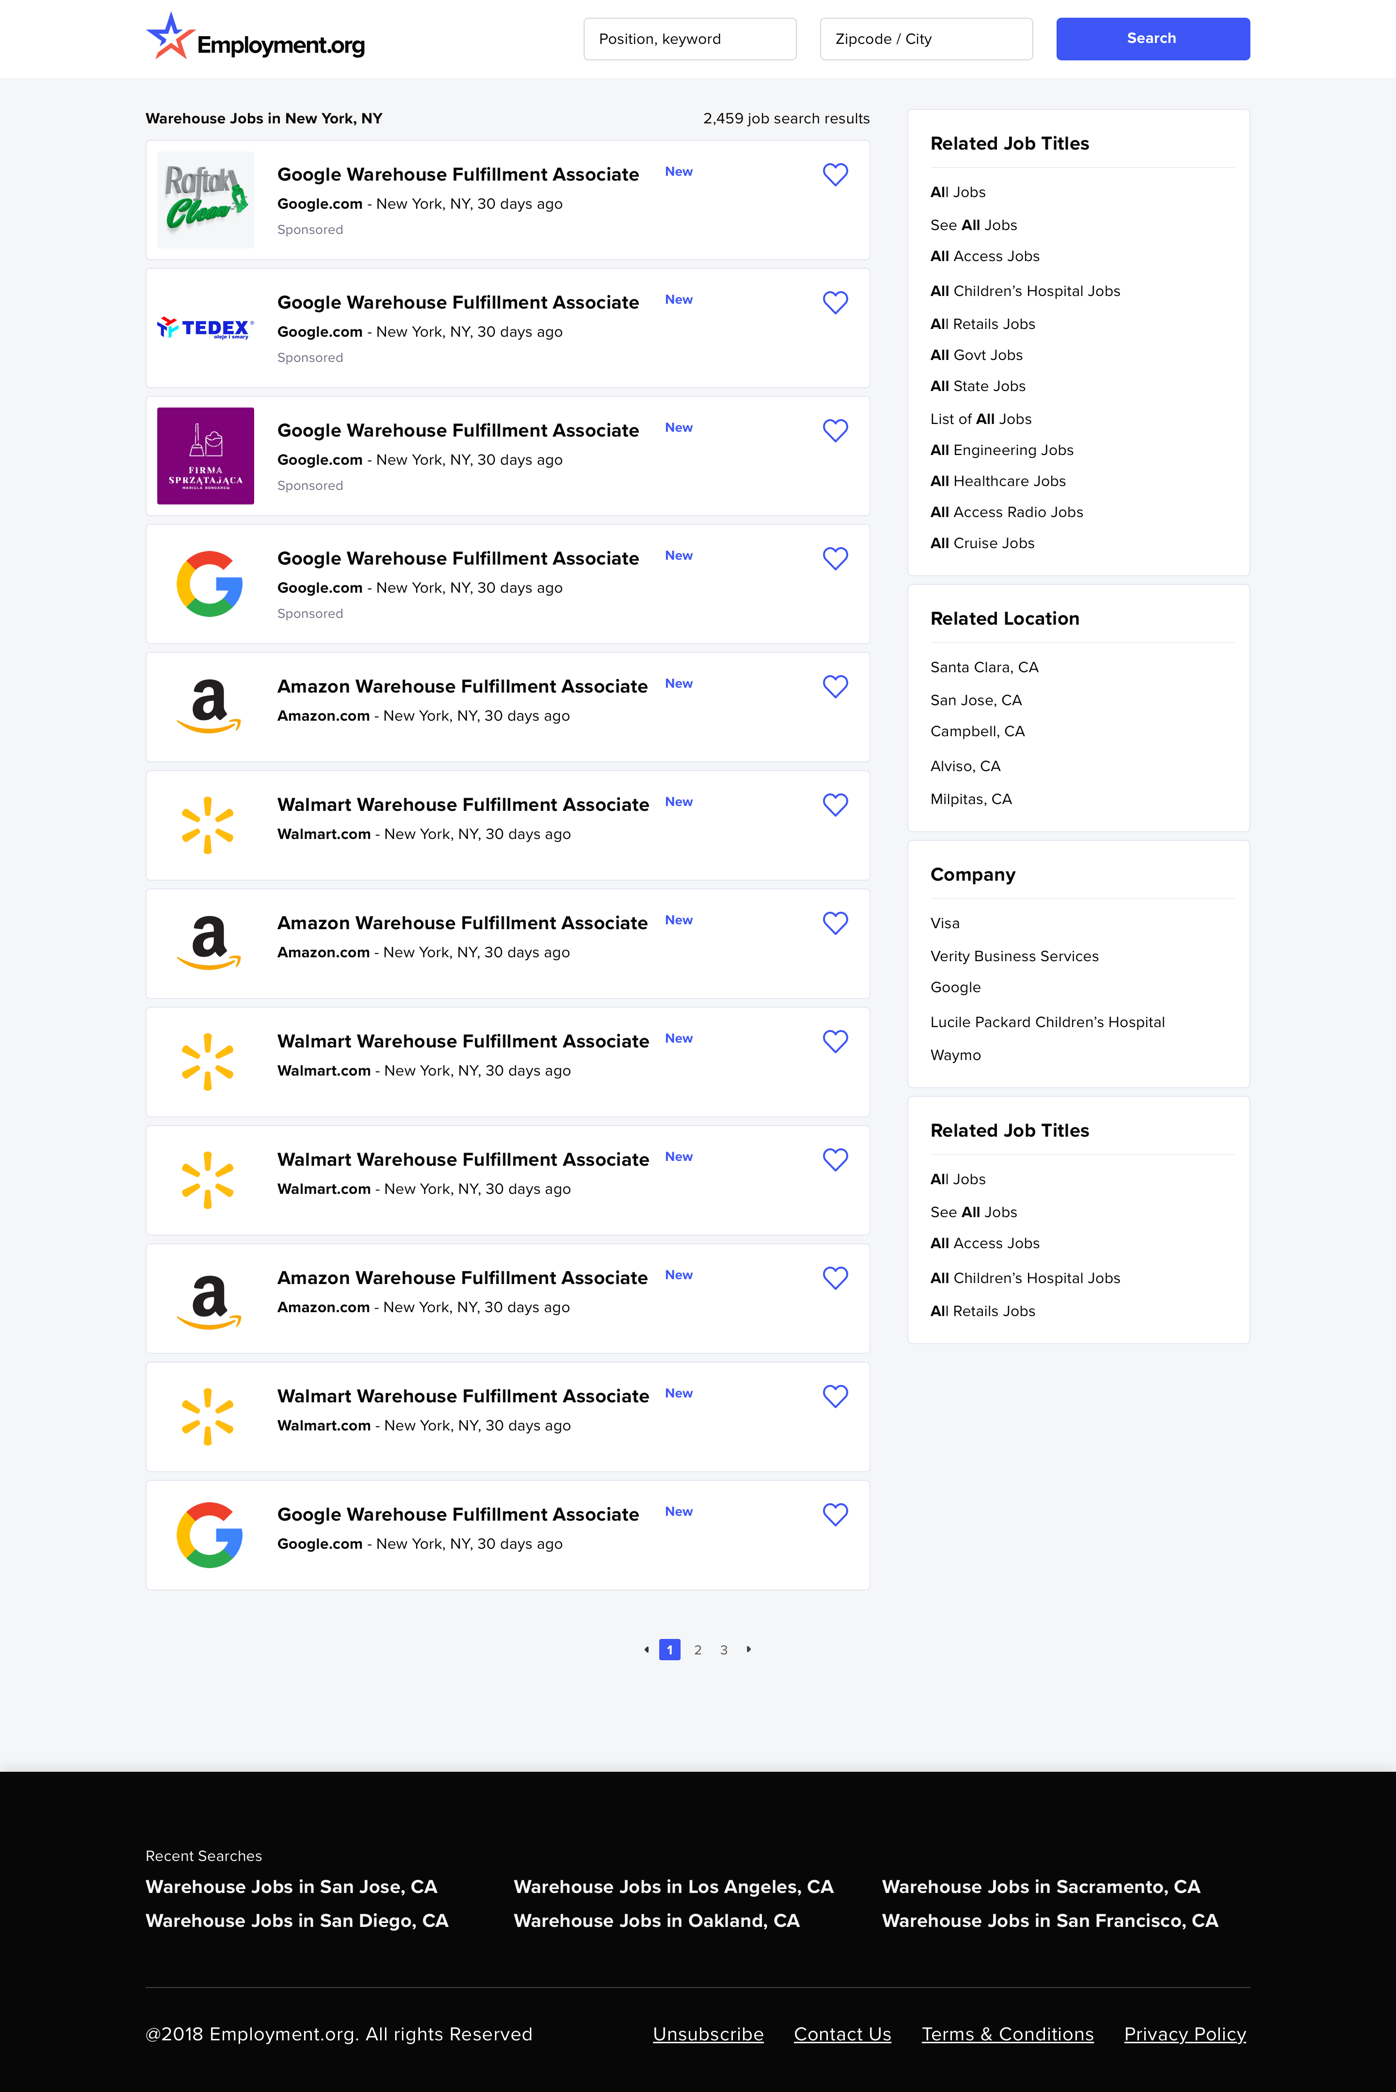 Employment.org
Position, keyword
Zipcode / City
Search
Warehouse Jobs in New York, NY
2,459 job search results
Raftok
Clean
Google Warehouse Fulfillment Associate New
Google.com - New York, NY, 30 days ago
Sponsored
TEDEX®
oleje i smary
Google Warehouse Fulfillment Associate New
Google.com - New York, NY, 30 days ago
Sponsored
FIRMA
SPRZĄTAJĄCA
Google Warehouse Fulfillment Associate New
Google.com - New York, NY, 30 days ago
Sponsored
Google Warehouse Fulfillment Associate New
Google.com - New York, NY, 30 days ago
Sponsored
Amazon Warehouse Fulfillment Associate New
Amazon.com - New York, NY, 30 days ago
Walmart Warehouse Fulfillment Associate New
Walmart.com - New York, NY, 30 days ago
Amazon Warehouse Fulfillment Associate New
Amazon.com - New York, NY, 30 days ago
Walmart Warehouse Fulfillment Associate New
Walmart.com - New York, NY, 30 days ago
Walmart Warehouse Fulfillment Associate New
Walmart.com - New York, NY, 30 days ago
Amazon Warehouse Fulfillment Associate New
Amazon.com - New York, NY, 30 days ago
Walmart Warehouse Fulfillment Associate New
Walmart.com - New York, NY, 30 days ago
Google Warehouse Fulfillment Associate New
Google.com - New York, NY, 30 days ago
1 2 3
Related Job Titles
All Jobs
See All Jobs
All Access Jobs
All Children’s Hospital Jobs
All Retails Jobs
All Govt Jobs
All State Jobs
List of All Jobs
All Engineering Jobs
All Healthcare Jobs
All Access Radio Jobs
All Cruise Jobs
Related Location
Santa Clara, CA
San Jose, CA
Campbell, CA
Alviso, CA
Milpitas, CA
Company
Visa
Verity Business Services
Google
Lucile Packard Children’s Hospital
Waymo
Related Job Titles
All Jobs
See All Jobs
All Access Jobs
All Children’s Hospital Jobs
All Retails Jobs
Recent Searches
Warehouse Jobs in San Jose, CA
Warehouse Jobs in Los Angeles, CA
Warehouse Jobs in Sacramento, CA
Warehouse Jobs in San Diego, CA
Warehouse Jobs in Oakland, CA
Warehouse Jobs in San Francisco, CA
@2018 Employment.org. All rights Reserved
Unsubscribe
Contact Us
Terms & Conditions
Privacy Policy